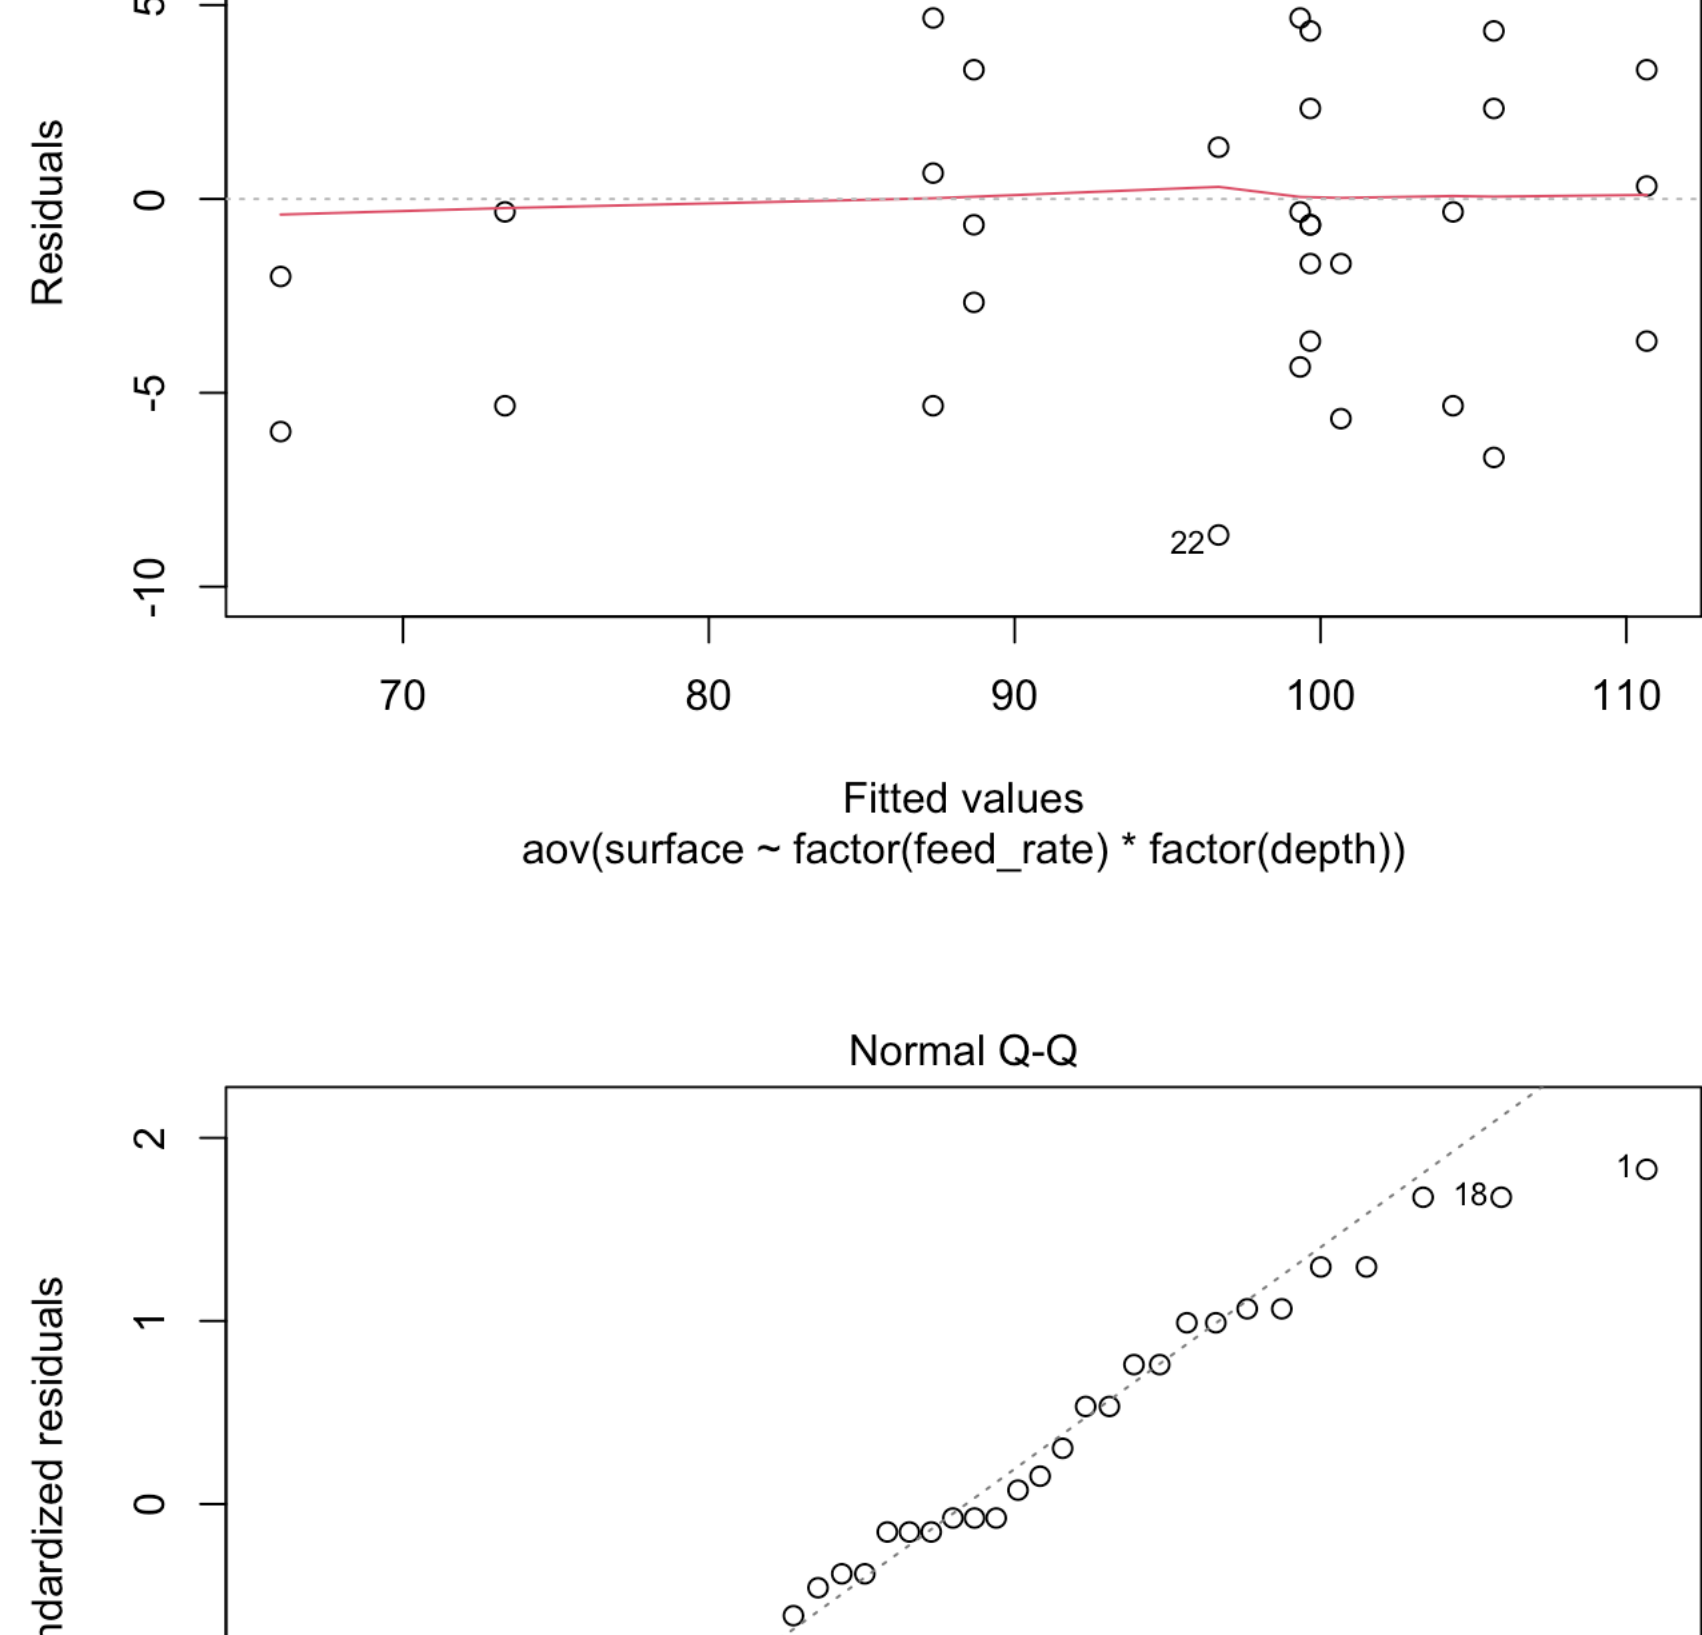 5
0
-5
-10
Residuals
22
70 80 90 100 110
Fitted values
aov(surface ~ factor(feed_rate) * factor(depth))
Normal Q-Q
2
1
0
ndardized residuals
1
18